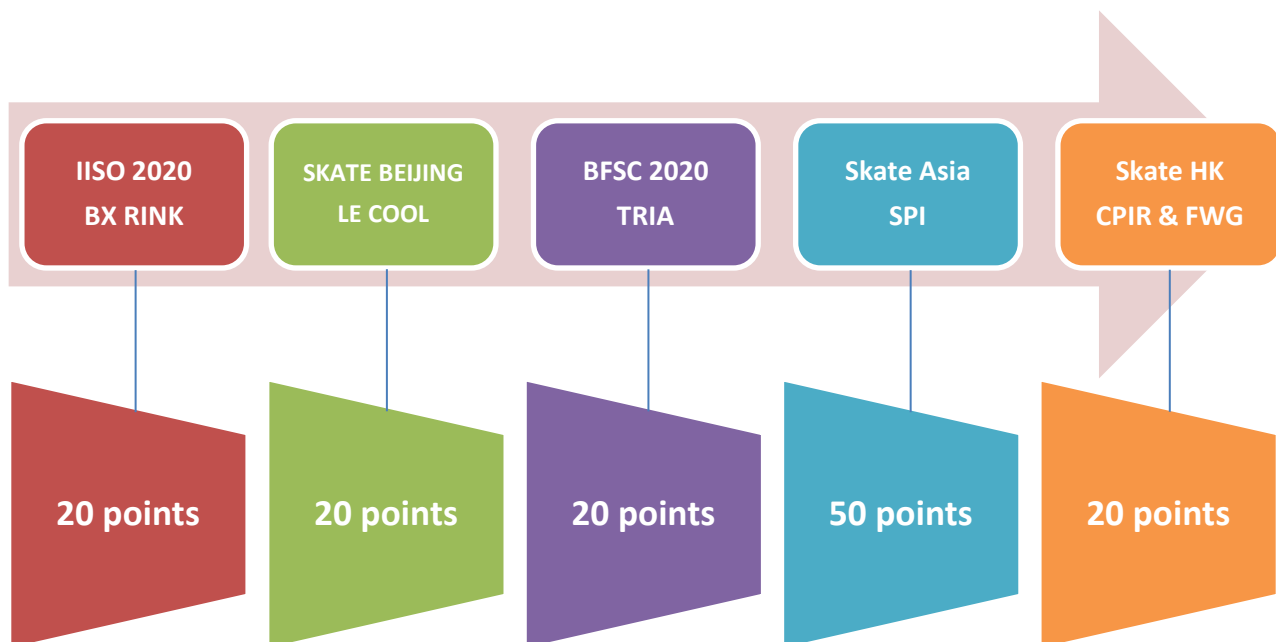 IISO 2020
BX RINK
SKATE BEIJING
LE COOL
BFSC 2020
TRIA
Skate Asia
SPI
Skate HK
CPIR & FWG
20 points
20 points
20 points
50 points
20 points